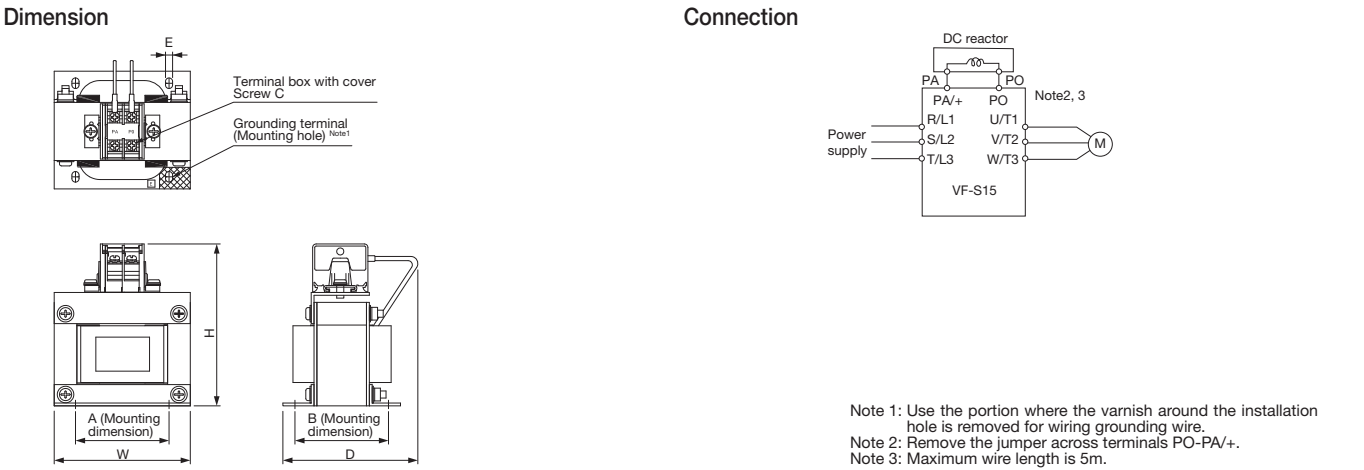 Dimension
E
Terminal box with cover
Screw C
Grounding terminal
(Mounting hole) Note1
PA PO
E
H
A (Mounting
dimension)
W
B (Mounting
dimension)
D
Connection
DC reactor
PA PO
PA/+ PO
Note2, 3
R/L1 U/T1
Power
supply
S/L2 V/T2
M
T/L3 W/T3
VF-S15
Note 1: Use the portion where the varnish around the installation
hole is removed for wiring grounding wire.
Note 2: Remove the jumper across terminals PO-PA/+.
Note 3: Maximum wire length is 5m.